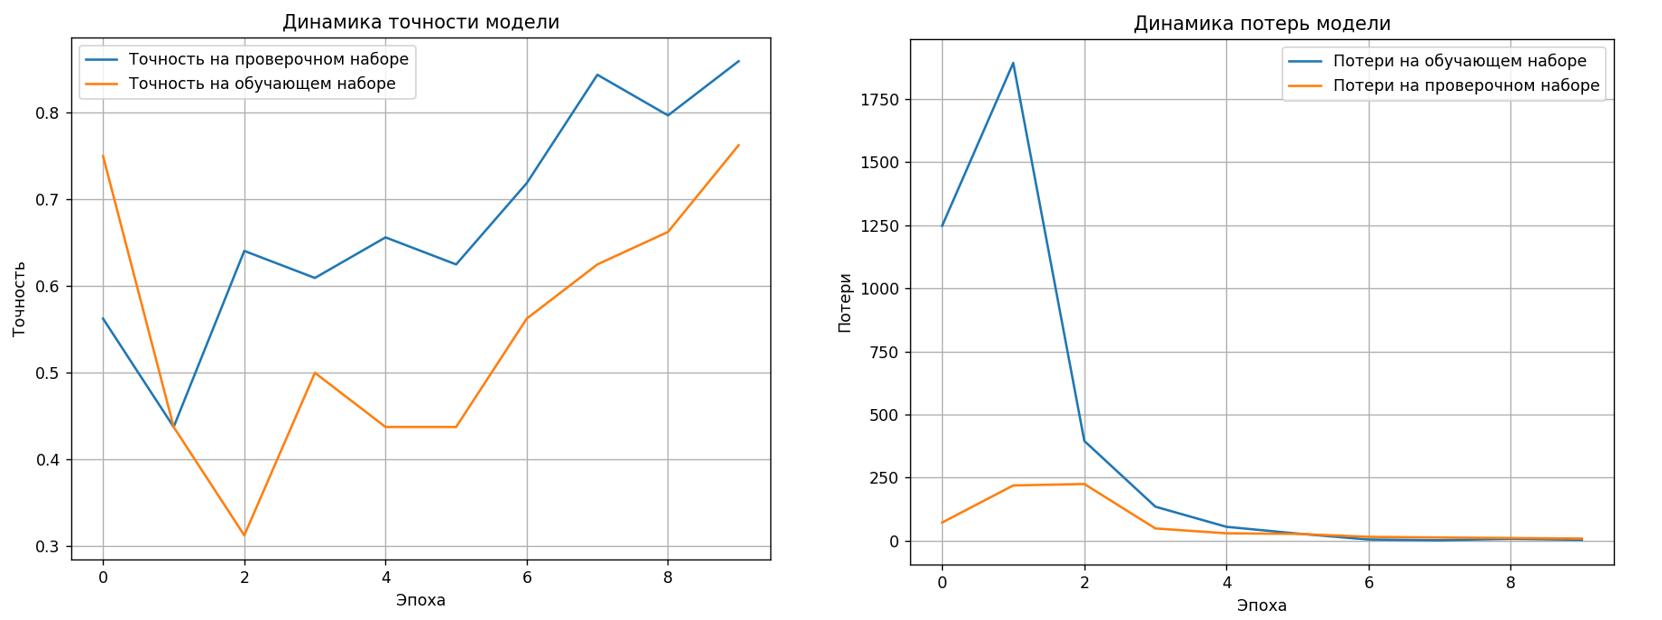 Динамика точности модели
Точность на проверочном наборе
Точность на обучающем наборе
0.8
0.7
0.6
0.5
0.4
0.3
Точность
0 2 4 6 8
Эпоха
Динамика потерь модели
Потери на обучающем наборе
Потери на проверочном наборе
1750
1500
1250
1000
750
500
250
0
Потери
0 2 4 6 8
Эпоха